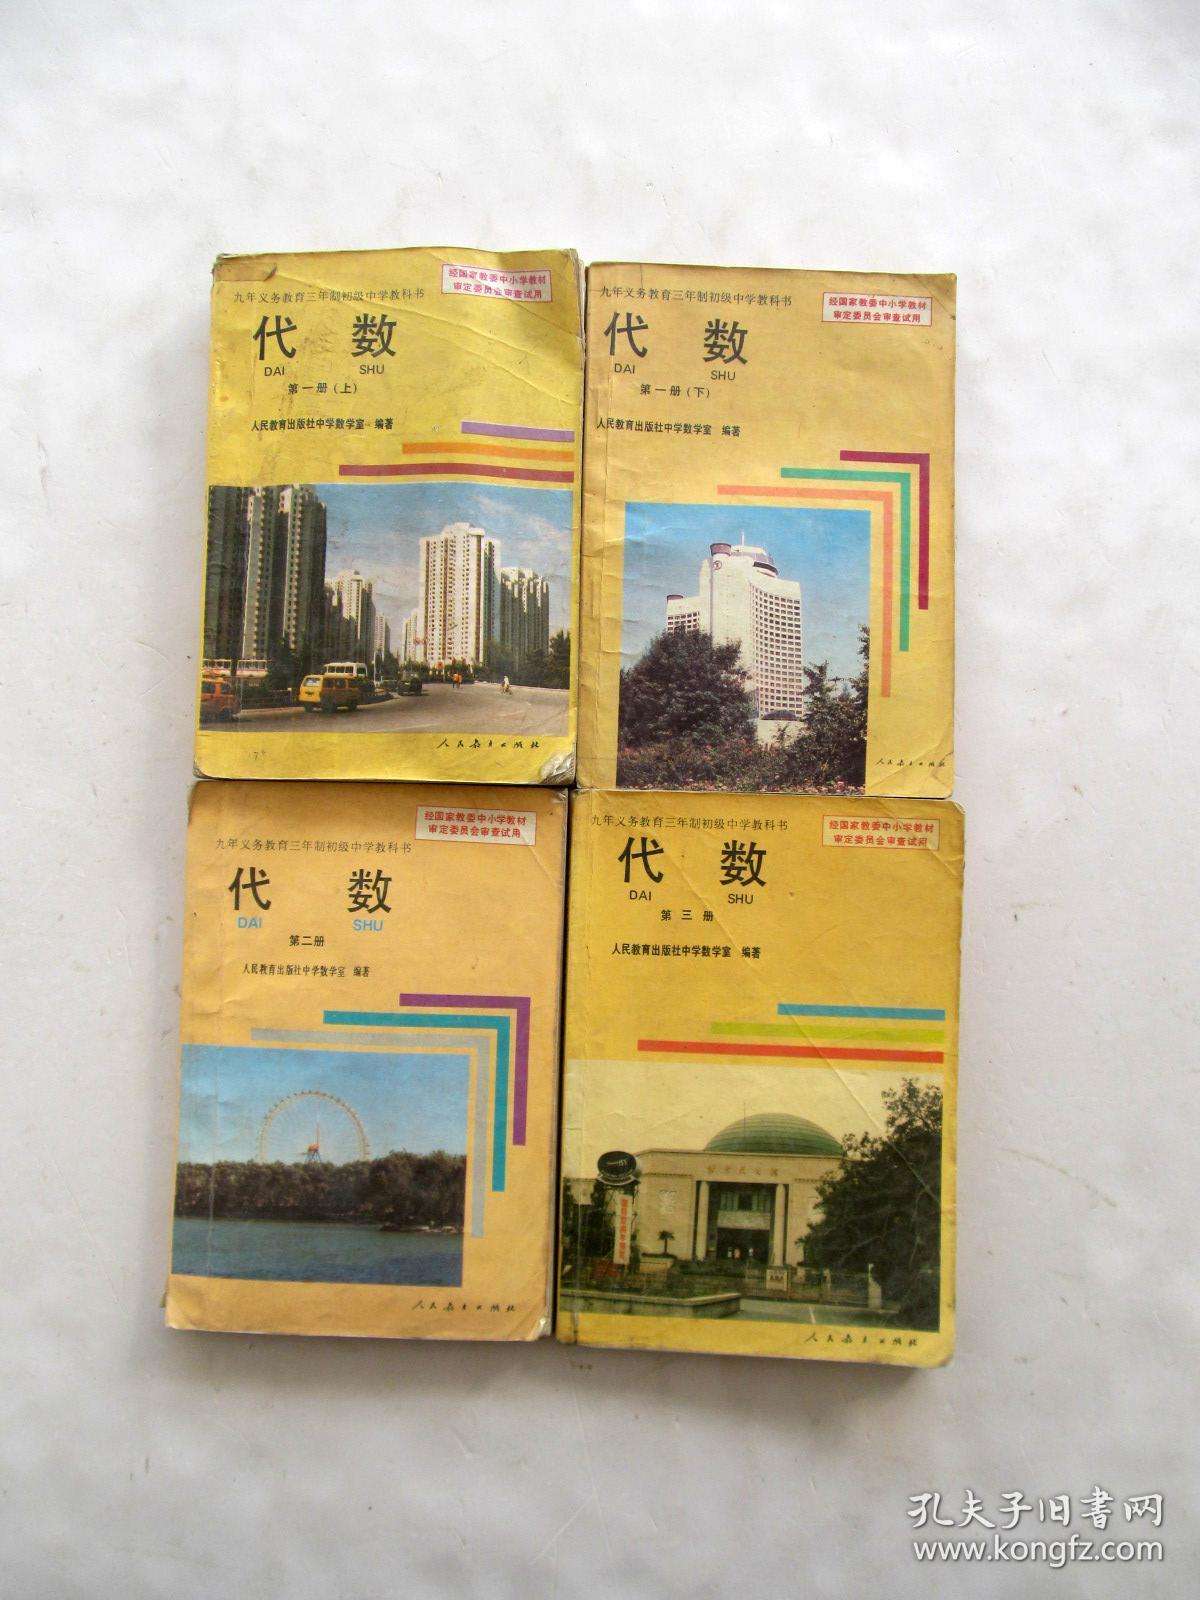 九年义务教育三年制初级中学教科书
经国家教委中小学教材
审定委员会审查试用
代 数
DAI SHU
第一册(上)
人民教育出版社中学数学室 编著
人民教育出版社
九年义务教育三年制初级中学教科书
经国家教委中小学教材
审定委员会审查试用
代 数
DAI SHU
第一册(下)
人民教育出版社中学数学室 编著
人民教育出版社
经国家教委中小学教材
审定委员会审查试用
九年义务教育三年制初级中学教科书
代 数
DAI SHU
第二册
人民教育出版社中学数学室 编著
人民教育出版社
九年义务教育三年制初级中学教科书
经国家教委中小学教材
审定委员会审查试用
代 数
DAI SHU
第三册
人民教育出版社中学数学室 编著
人民教育出版社
孔夫子旧书网
www.kongfz.com